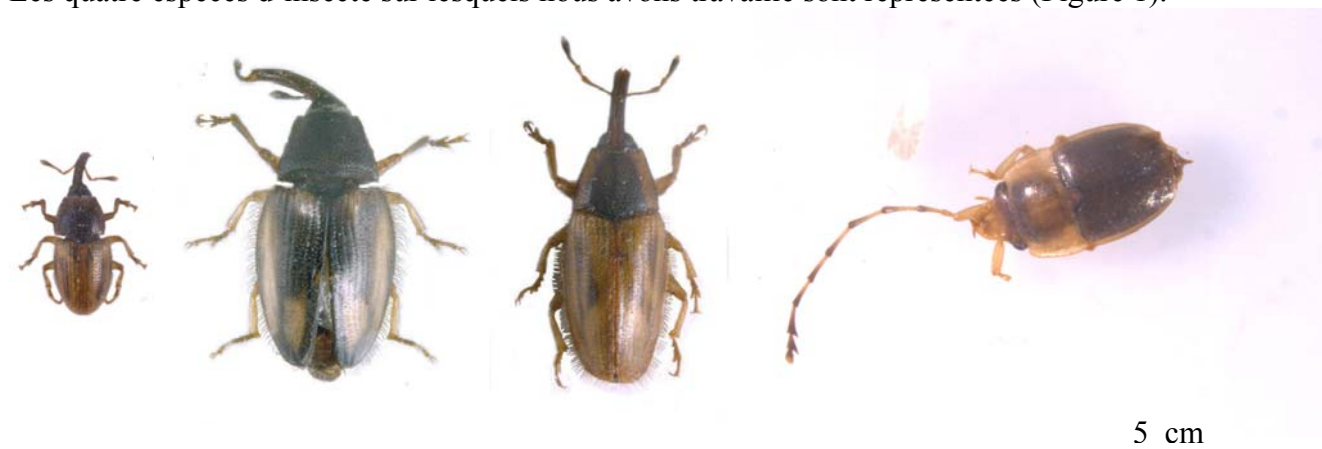 Les quatre espèces d'insecte sur lesquels nous avons travaillé sont représentées (Figure 1).
5 cm